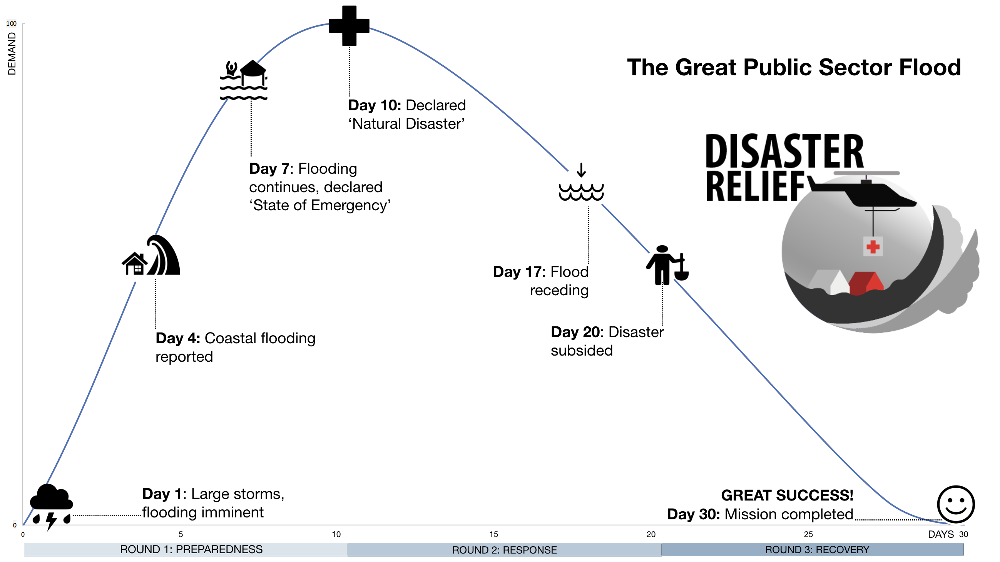 The Great Public Sector Flood
DISASTER
RELIEF
100
DEMAND
0
Day 1: Large storms,
flooding imminent
Day 4: Coastal flooding
reported
Day 7: Flooding
continues, declared
‘State of Emergency’
Day 10: Declared
‘Natural Disaster’
Day 17: Flood
receding
Day 20: Disaster
subsided
GREAT SUCCESS!
Day 30: Mission completed
0 5 10 15 20 25 DAYS 30
ROUND 1: PREPAREDNESS ROUND 2: RESPONSE ROUND 3: RECOVERY